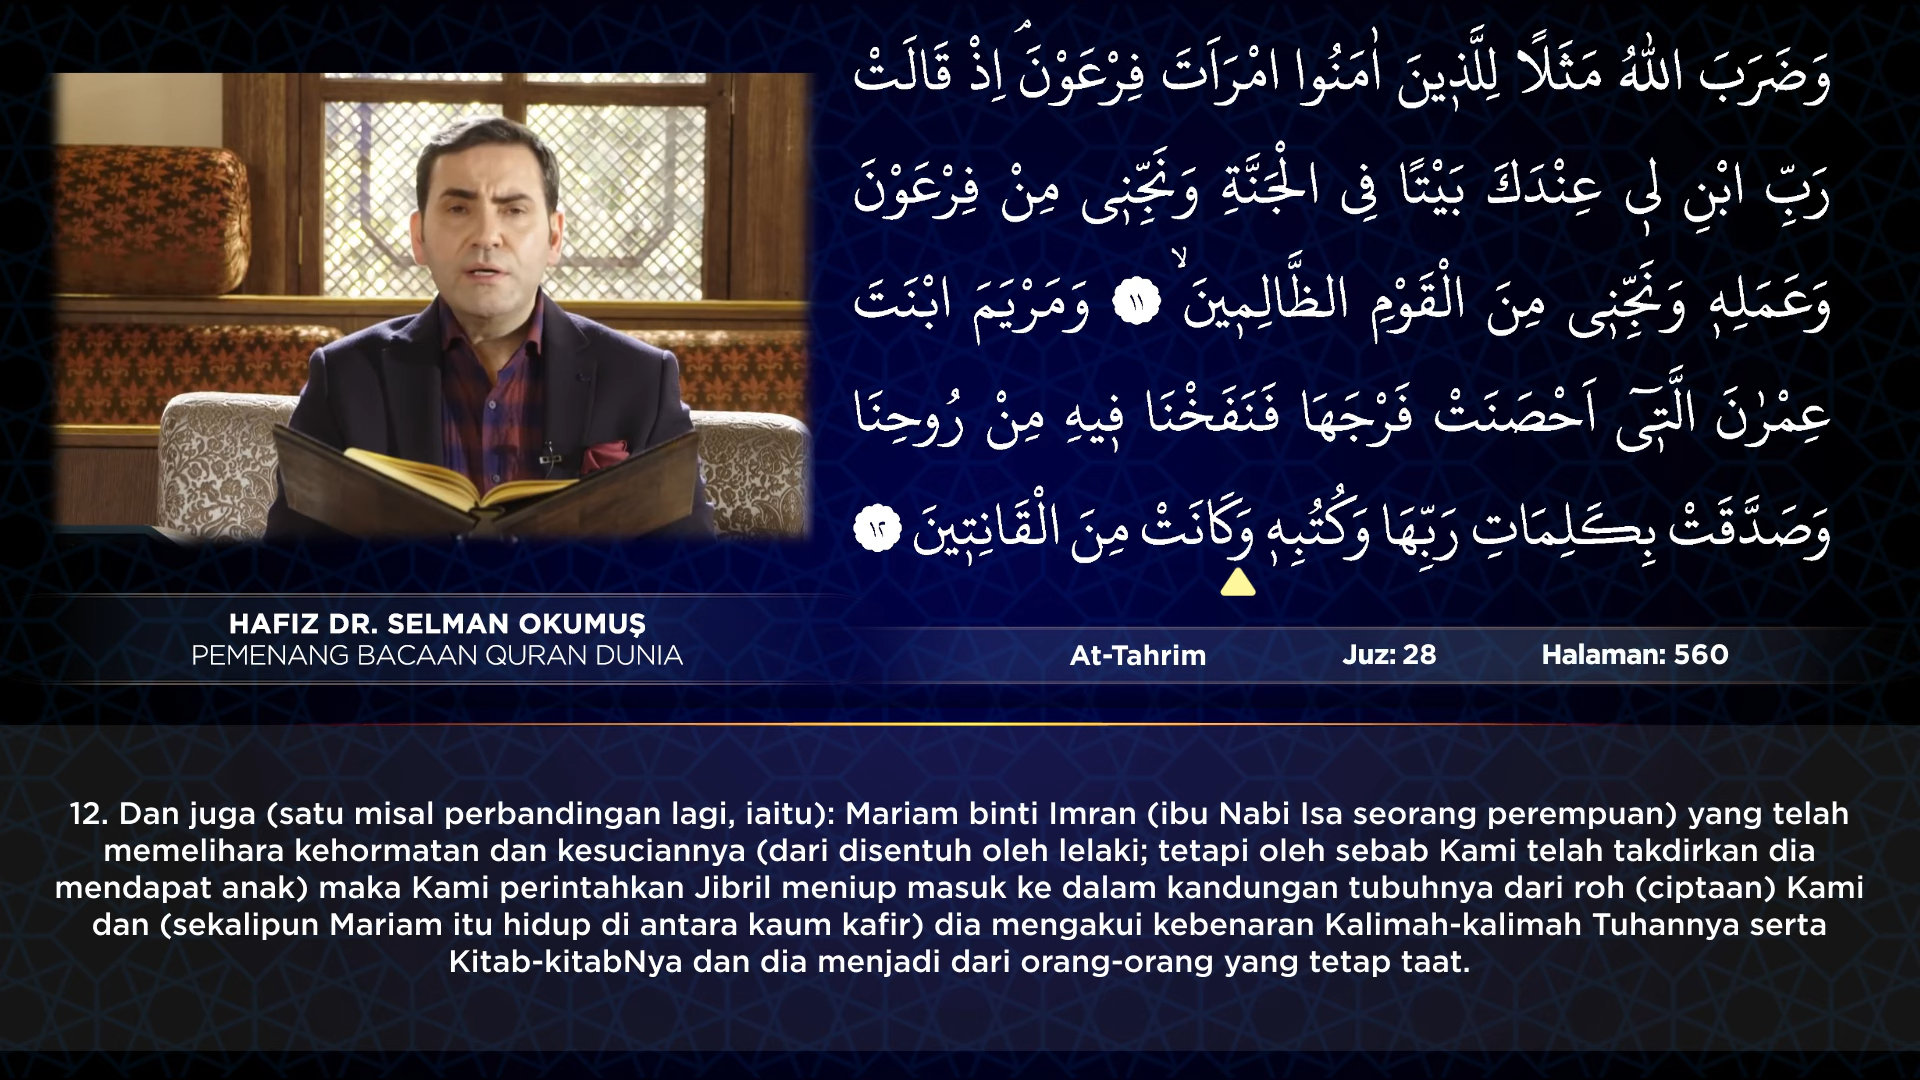 وَضَرَبَ اللّٰهُ مَثَلًا لِلَّذٖينَ اٰمَنُوا امْرَاَتَ فِرْعَوْنَۘ اِذْ قَالَتْ
رَبِّ ابْنِ لٖي عِنْدَكَ بَيْتًا فِي الْجَنَّةِ وَنَجِّنٖي مِنْ فِرْعَوْنَ
وَعَمَلِهٖ وَنَجِّنٖي مِنَ الْقَوْمِ الظَّالِمٖينَۙ ١١ وَمَرْيَمَ ابْنَتَ
عِمْرٰنَ الَّتٖٓي اَحْصَنَتْ فَرْجَهَا فَنَفَخْنَا فٖيهِ مِنْ رُوحِنَا
وَصَدَّقَتْ بِكَلِمَاتِ رَبِّهَا وَكُتُبِهٖ وَكَانَتْ مِنَ الْقَانِتٖينَ ١٢
HAFIZ DR. SELMAN OKUMUŞ
PEMENANG BACAAN QURAN DUNIA
At-Tahrim Juz: 28 Halaman: 560
12. Dan juga (satu misal perbandingan lagi, iaitu): Mariam binti Imran (ibu Nabi Isa seorang perempuan) yang telah
memelihara kehormatan dan kesuciannya (dari disentuh oleh lelaki; tetapi oleh sebab Kami telah takdirkan dia
mendapat anak) maka Kami perintahkan Jibril meniup masuk ke dalam kandungan tubuhnya dari roh (ciptaan) Kami
dan (sekalipun Mariam itu hidup di antara kaum kafir) dia mengakui kebenaran Kalimah-kalimah Tuhannya serta
Kitab-kitabNya dan dia menjadi dari orang-orang yang tetap taat.